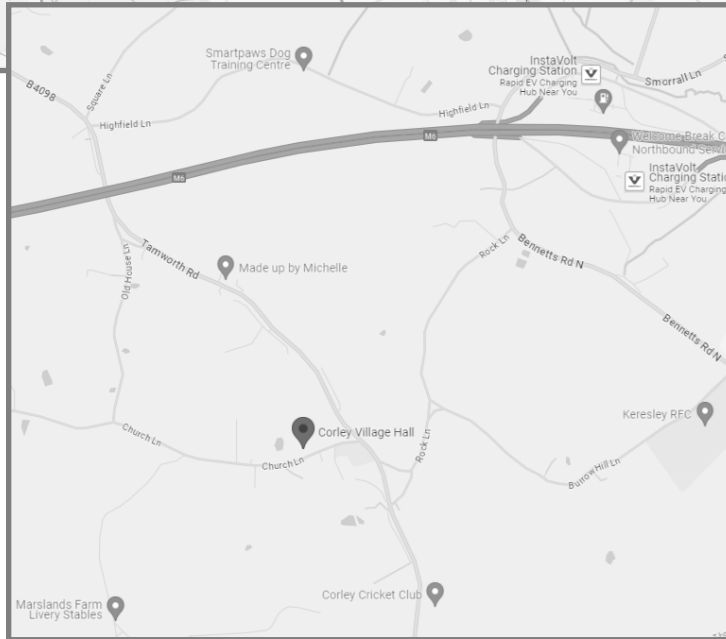 Smartpaws Dog
Training Centre
InstaVolt
Charging Station
Rapid EV Charging
Hub Near You
Smorrall Ln
B4098
Square Ln
Highfield Ln
Highfield Ln
M6
M6
Welcome Break C
Northbound Servi
InstaVolt
Charging Statio
Rapid EV Charging
Hub Near You
Old House Ln
Tamworth Rd
Made up by Michelle
Rock Ln
Bennetts Rd N
Bennetts Rd N
Keresley RFC
Church Ln
Corley Village Hall
Church Ln
Rock Ln
Burrow Hill Ln
Marslands Farm
Livery Stables
Corley Cricket Club